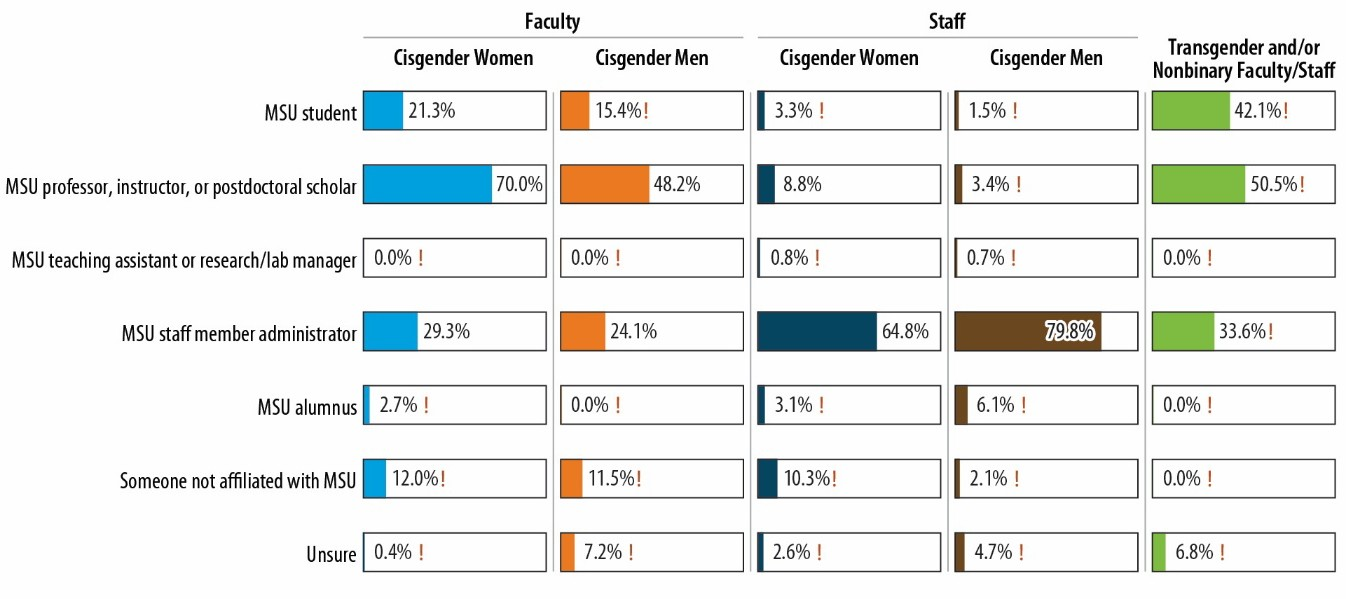 Faculty
Staff
Transgender and/or
Nonbinary Faculty/Staff
Cisgender Women
Cisgender Men
Cisgender Women
Cisgender Men
MSU student 21.3% 15.4%! 3.3% ! 1.5% ! 42.1%!
MSU professor, instructor, or postdoctoral scholar 70.0% 48.2% 8.8% 3.4% ! 50.5%!
MSU teaching assistant or research/lab manager 0.0% ! 0.0% ! 0.8% ! 0.7% ! 0.0% !
MSU staff member administrator 29.3% 24.1% 64.8% 79.8% 33.6%!
MSU alumnus 2.7% ! 0.0% ! 3.1% ! 6.1% ! 0.0% !
Someone not affiliated with MSU 12.0%! 11.5%! 10.3%! 2.1% ! 0.0% !
Unsure 0.4% ! 7.2% ! 2.6% ! 4.7% ! 6.8% !